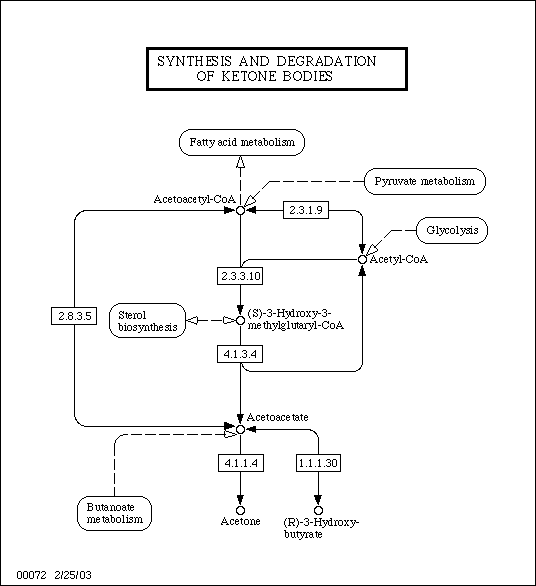 SYNTHESIS AND DEGRADATION
OF KETONE BODIES
Fatty acid metabolism
Pyruvate metabolism
Acetoacetyl-CoA
2.3.1.9
Glycolysis
Acetyl-CoA
2.3.3.10
2.8.3.5
Sterol
biosynthesis
(S)-3-Hydroxy-3-
methylglutaryl-CoA
4.1.3.4
Acetoacetate
4.1.1.4
1.1.1.30
Butanoate
metabolism
Acetone
(R)-3-Hydroxy-
butyrate
00072 2/25/03